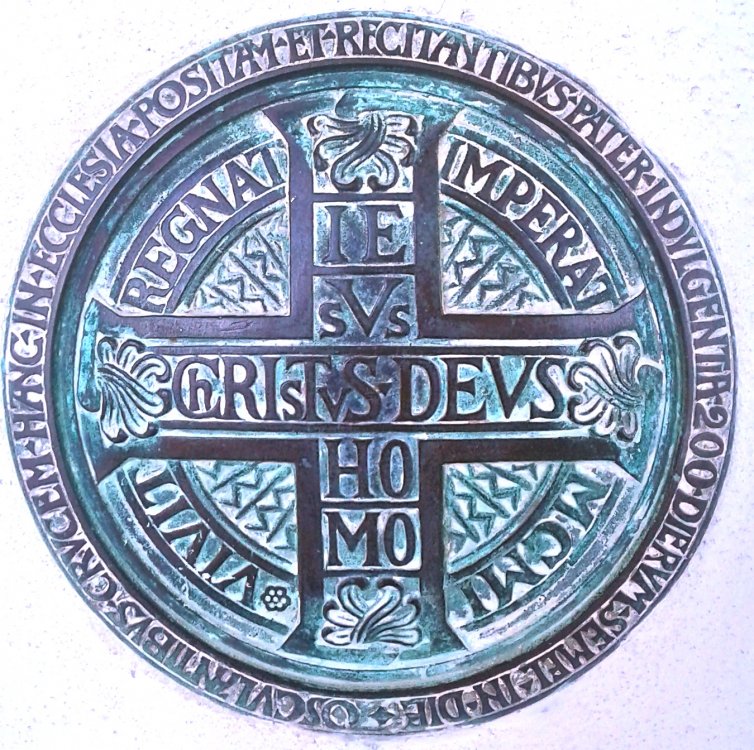 OSCVLANTIBVS·CRVCEM·HANC·IN·ECCLESIA·POSITAM·ET·RECITANTIBVS·PATER·INDVLGENTIA·200·DIERVM·SEMEL·IN·DIE
VIVIT
REGNAT
IMPERAT
MCMI
IE
SVS
ChRISTVS·DEVS
HO
MO